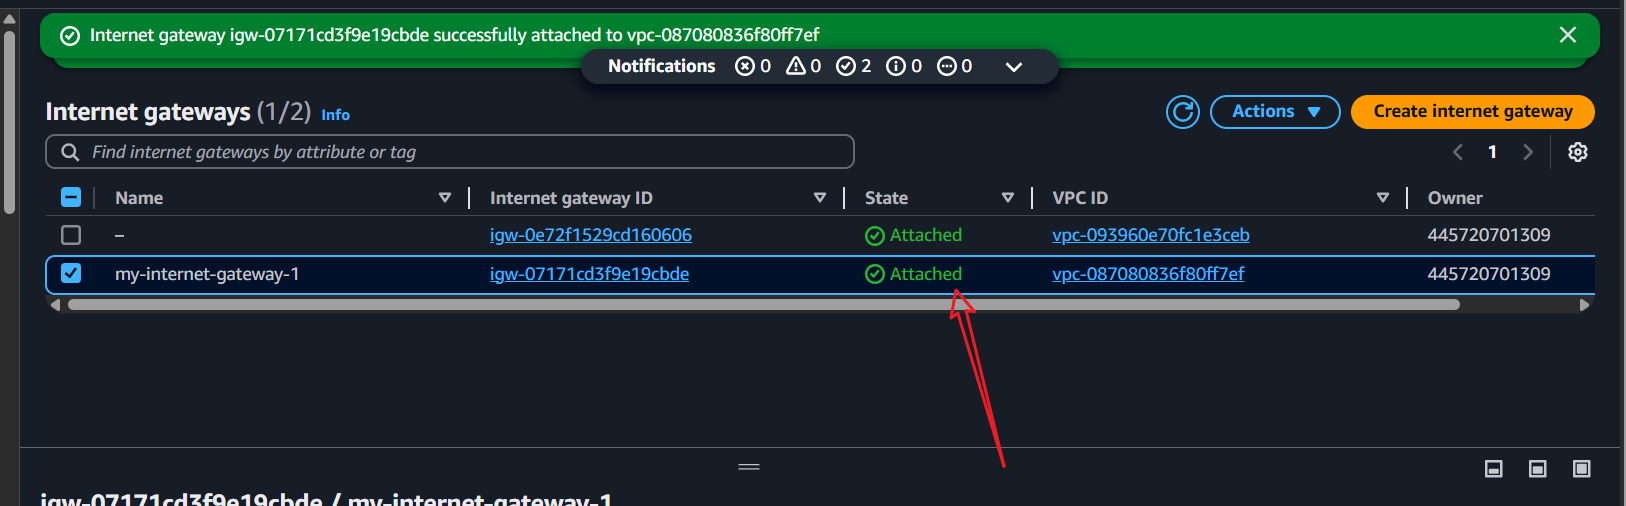 Internet gateway igw-07171cd3f9e19cbde successfully attached to vpc-087080836f80ff7ef
Notifications 0 0 2 0 0
Internet gateways (1/2) Info
Actions
Create internet gateway
Find internet gateways by attribute or tag
1
Name Internet gateway ID State VPC ID Owner
– igw-0e72f1529cd160606 Attached vpc-093960e70fc1e3ceb 445720701309
my-internet-gateway-1 igw-07171cd3f9e19cbde Attached vpc-087080836f80ff7ef 445720701309
igw-07171cd3f9e19cbde / my-internet-gateway-1